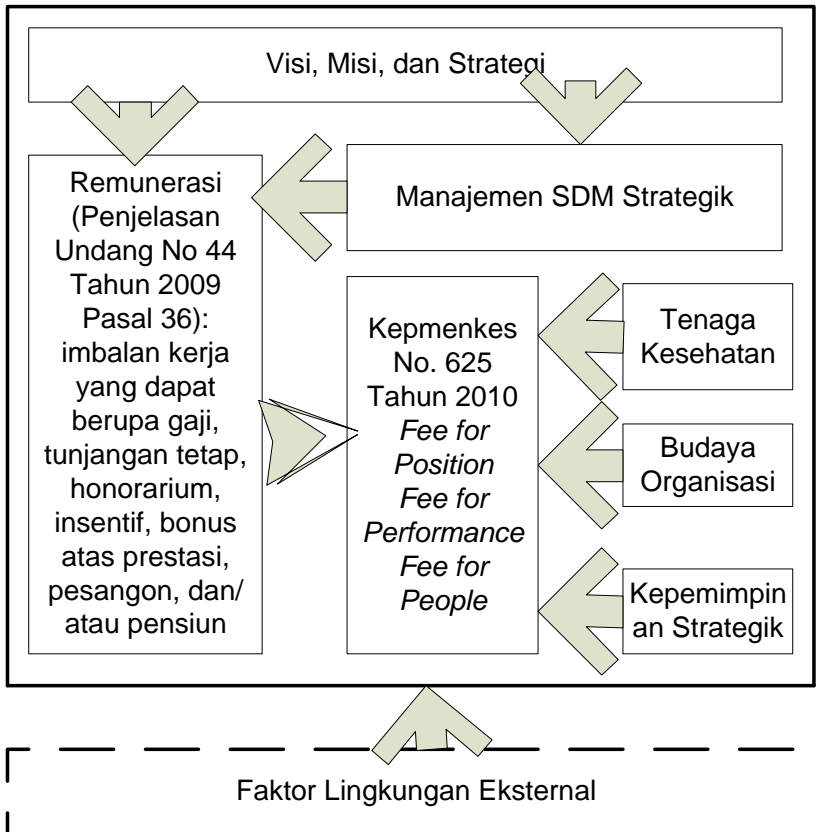 Visi, Misi, dan Strategi
Remunerasi
(Penjelasan
Undang No 44
Tahun 2009
Pasal 36):
imbalan kerja
yang dapat
berupa gaji,
tunjangan tetap,
honorarium,
insentif, bonus
atas prestasi,
pesangon, dan/
atau pensiun
Manajemen SDM Strategik
Kepmenkes
No. 625
Tahun 2010
Fee for
Position
Fee for
Performance
Fee for
People
Tenaga
Kesehatan
Budaya
Organisasi
Kepemimpin
an Strategik
Faktor Lingkungan Eksternal